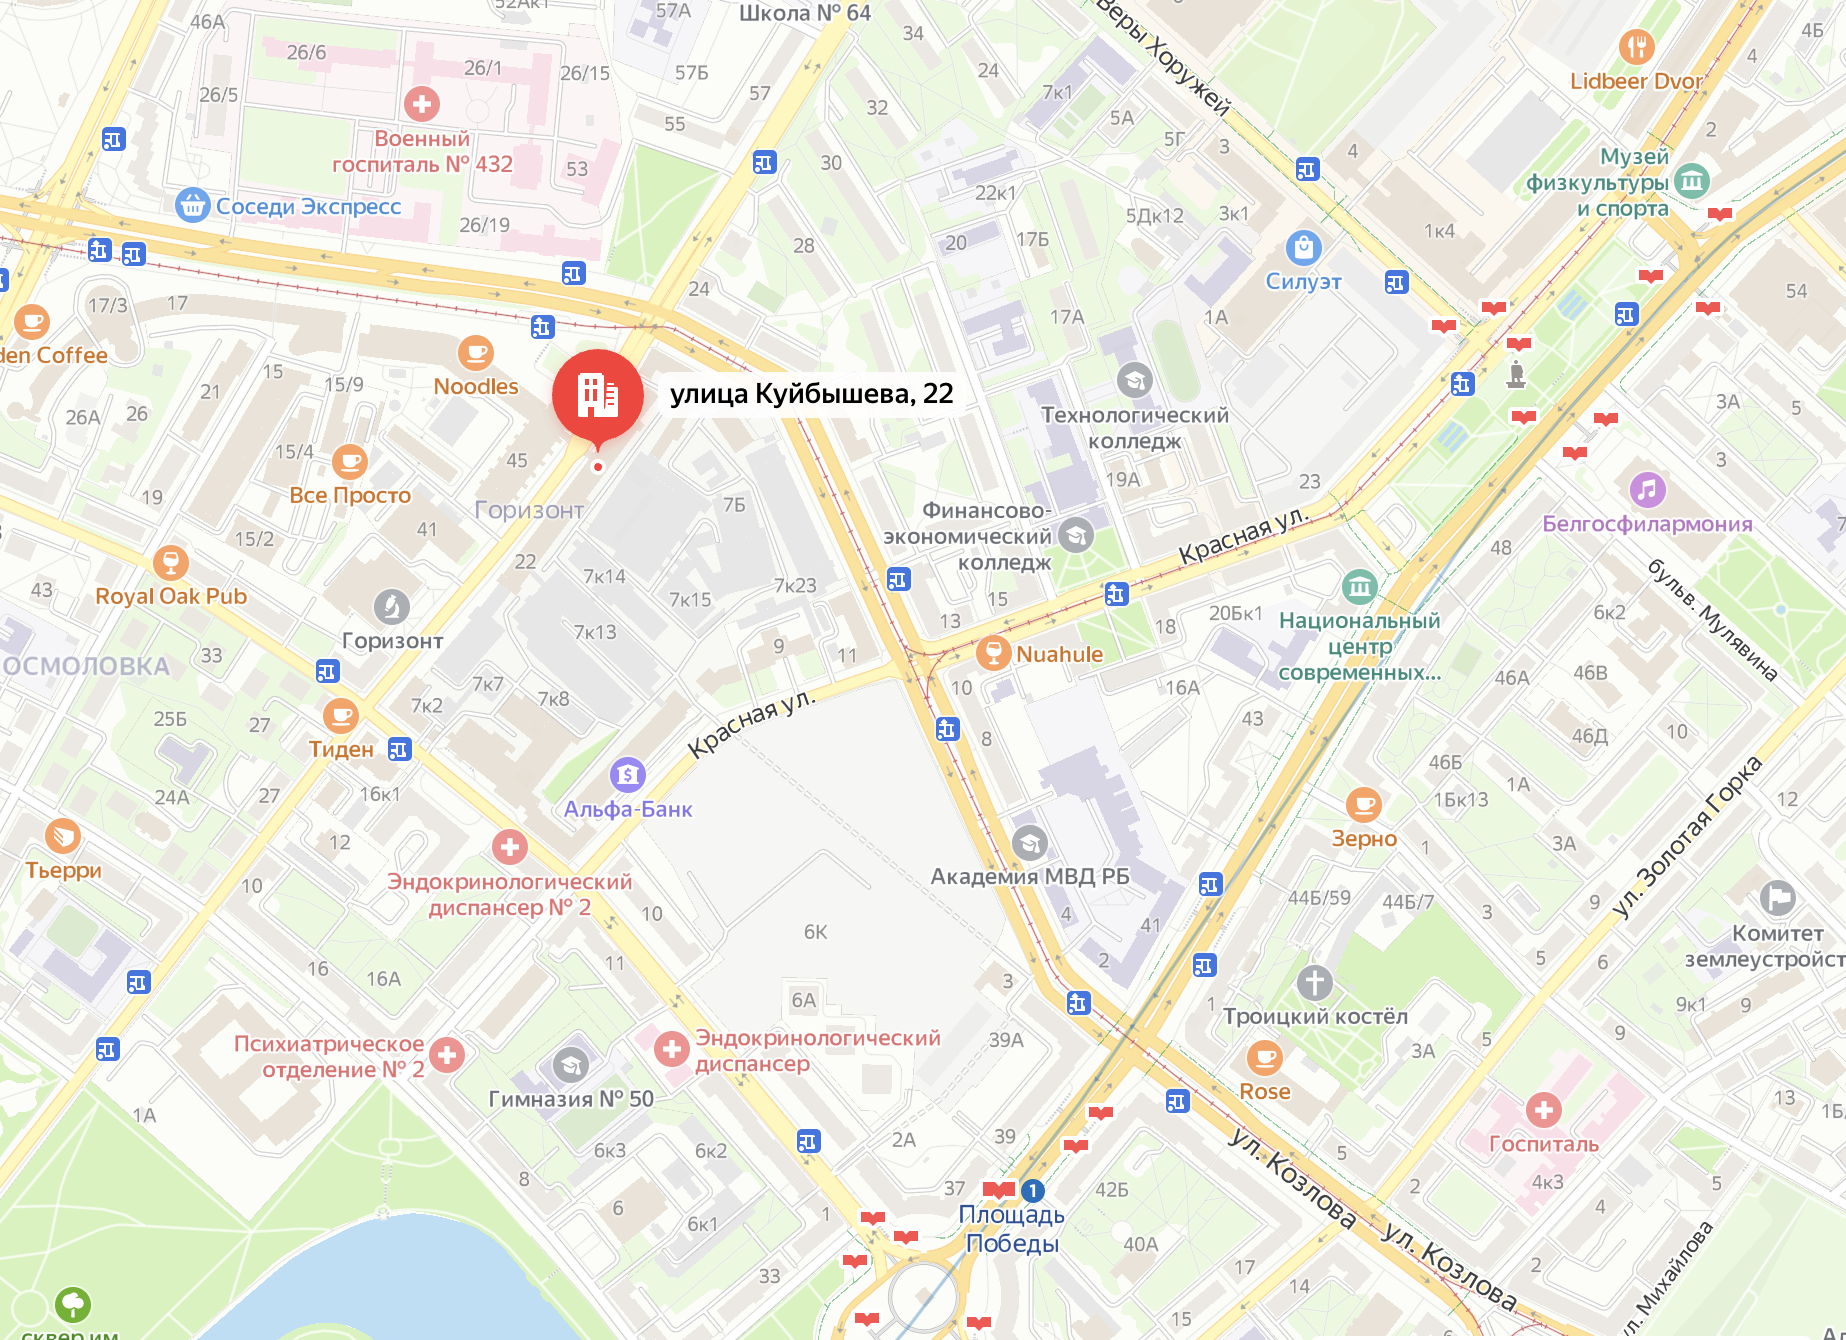 52Ак1
57А
Школа № 64
46А
34
Веры Хоружей
4Б
26/6
26/1
26/15
57Б
24
Lidbeer Dvor
4
26/5
57
32
7к1
5А
2
Военный
госпиталь № 432
55
5Г
3
4
Музей
физкультуры
и спорта
53
30
22к1
Соседи Экспресс
26/19
5Дк12
3к1
1к4
28
20
17Б
Силуэт
24
54
17/3
17
17А
1А
den Coffee
Noodles
15
15/9
21
улица Куйбышева, 22
26А
26
Технологический
колледж
3А
5
15/4
45
3
Все Просто
19
19А
23
Горизонт
7Б
Финансово-
экономический
колледж
Красная ул.
Белгосфилармония
15/2
41
22
48
43
Royal Oak Pub
7к14
7к23
7к15
15
бульв. Мулявина
Горизонт
7к13
13
20Бк1
6к2
18
Национальный
центр
современных...
ОСМОЛОВКА
33
9
11
Nuahule
7к7
7к8
10
16А
46А
46В
25Б
27
7к2
Красная ул.
43
10
Тиден
8
46Д
46Б
24А
27
16к1
Альфа-Банк
1А
1Бк13
12
12
Зерно
1
3А
ул. Золотая Горка
Тьерри
Эндокринологический
диспансер № 2
Академия МВД РБ
10
10
4
41
44Б/59
44Б/7
3
9
6К
Комитет
землеустройст
16
16А
11
2
5
6
3
6А
1
Троицкий костёл
9к1
9
9
Психиатрическое
отделение № 2
Эндокринологический
диспансер
39А
3А
5
Гимназия № 50
Rose
13
1А
1Б
6к3
6к2
2А
39
Госпиталь
8
5
ул. Козлова
37
42Б
2
4к3
5
6
6к1
1
1
Площадь
Победы
4
40А
ул. Козлова
33
17
14
15
ул. Михайлова
сквер им